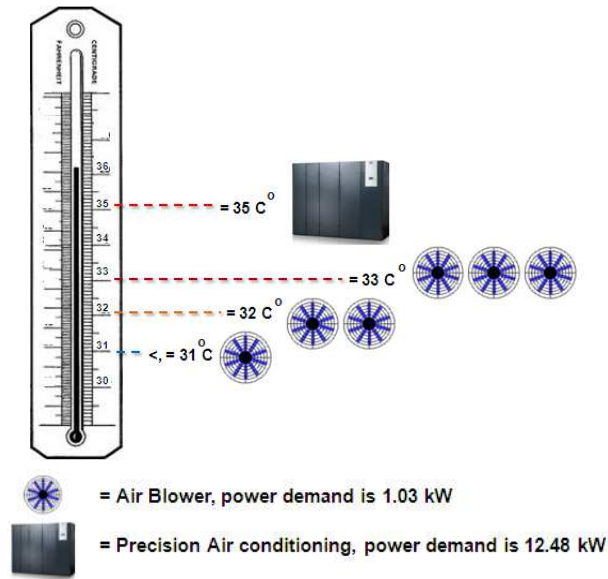 FAHRENHEIT
CENTIGRADE
36
35
= 35 C°
34
33
= 33 C°
32
= 32 C°
31
<, = 31°C
30
= Air Blower, power demand is 1.03 kW
= Precision Air conditioning, power demand is 12.48 kW